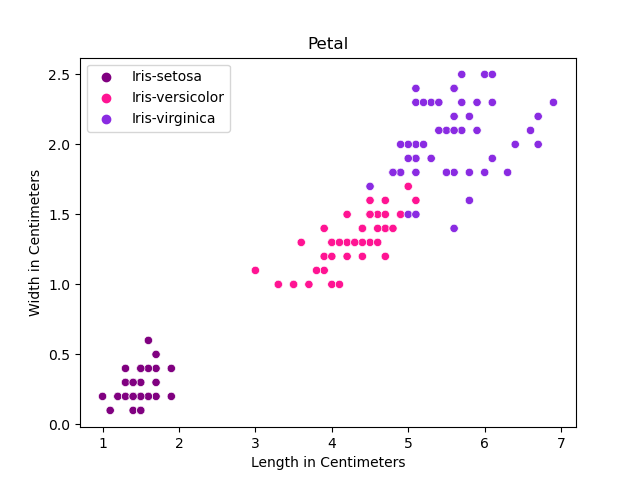 Petal
Iris-setosa
Iris-versicolor
Iris-virginica
Width in Centimeters
2.5
2.0
1.5
1.0
0.5
0.0
1 2 3 4 5 6 7
Length in Centimeters